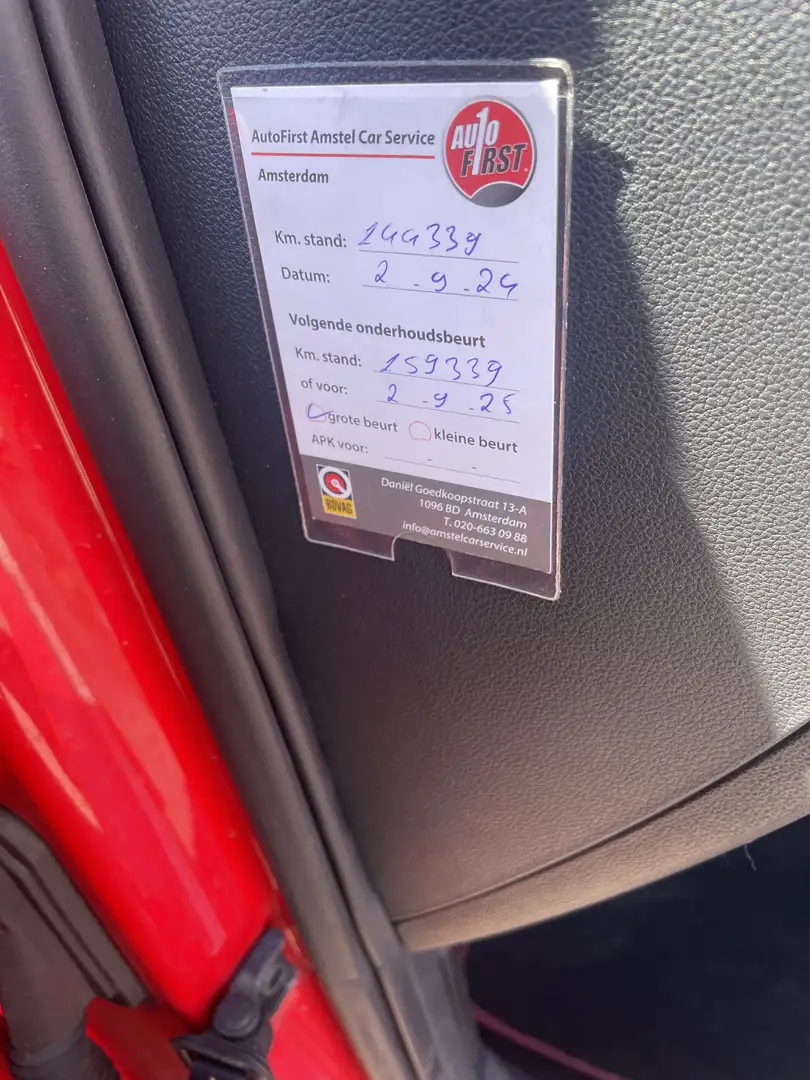 AutoFirst Amstel Car Service
AUTO FIRST
Amsterdam
Km. stand: 144339
Datum: 2 - 9 - 24
Volgende onderhoudsbeurt
Km. stand: 159339
of voor: 2 - 9 - 25
grote beurt kleine beurt
APK voor: - -
BOVAG
Daniël Goedkoopstraat 13-A
1096 BD Amsterdam
T. 020-663 09 88
info@amstelcarservice.nl